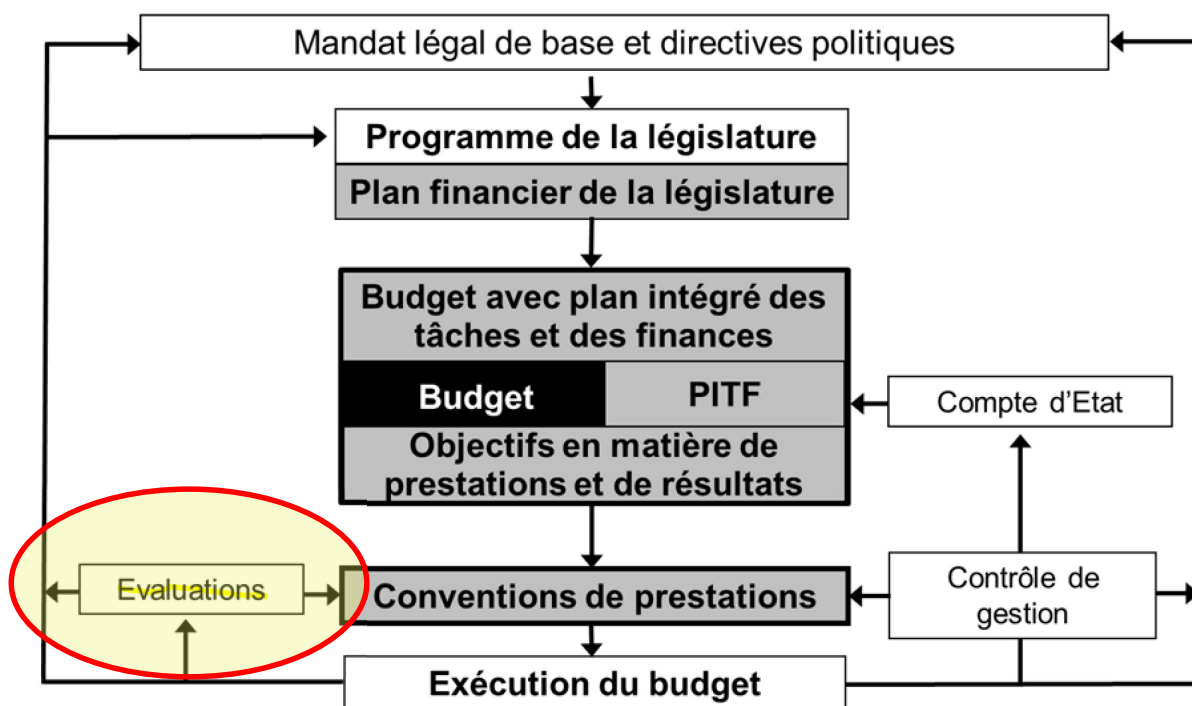 Mandat légal de base et directives politiques
Programme de la législature
Plan financier de la législature
Budget avec plan intégré des
tâches et des finances
Budget
PITF
Compte d'Etat
Objectifs en matière de
prestations et de résultats
Evaluations
Conventions de prestations
Contrôle de
gestion
Exécution du budget